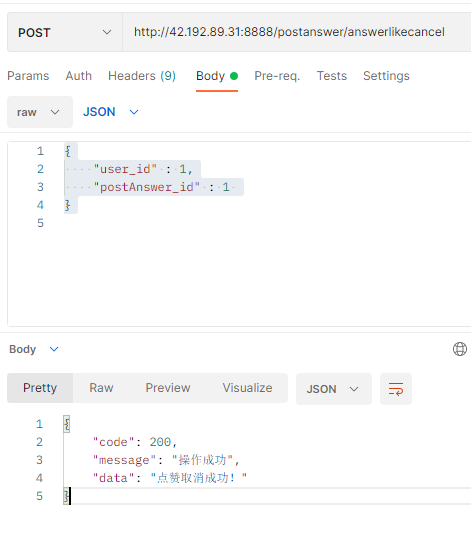 POST http://42.192.89.31:8888/postanswer/answerlikecancel
Params Auth Headers (9) Body Pre-req. Tests Settings
raw JSON
1 {
2 "user_id" : 1,
3 "postAnswer_id" : 1
4 }
5
Body
Pretty Raw Preview Visualize JSON
1 {
2 "code": 200,
3 "message": "操作成功",
4 "data": "点赞取消成功！"
5 }